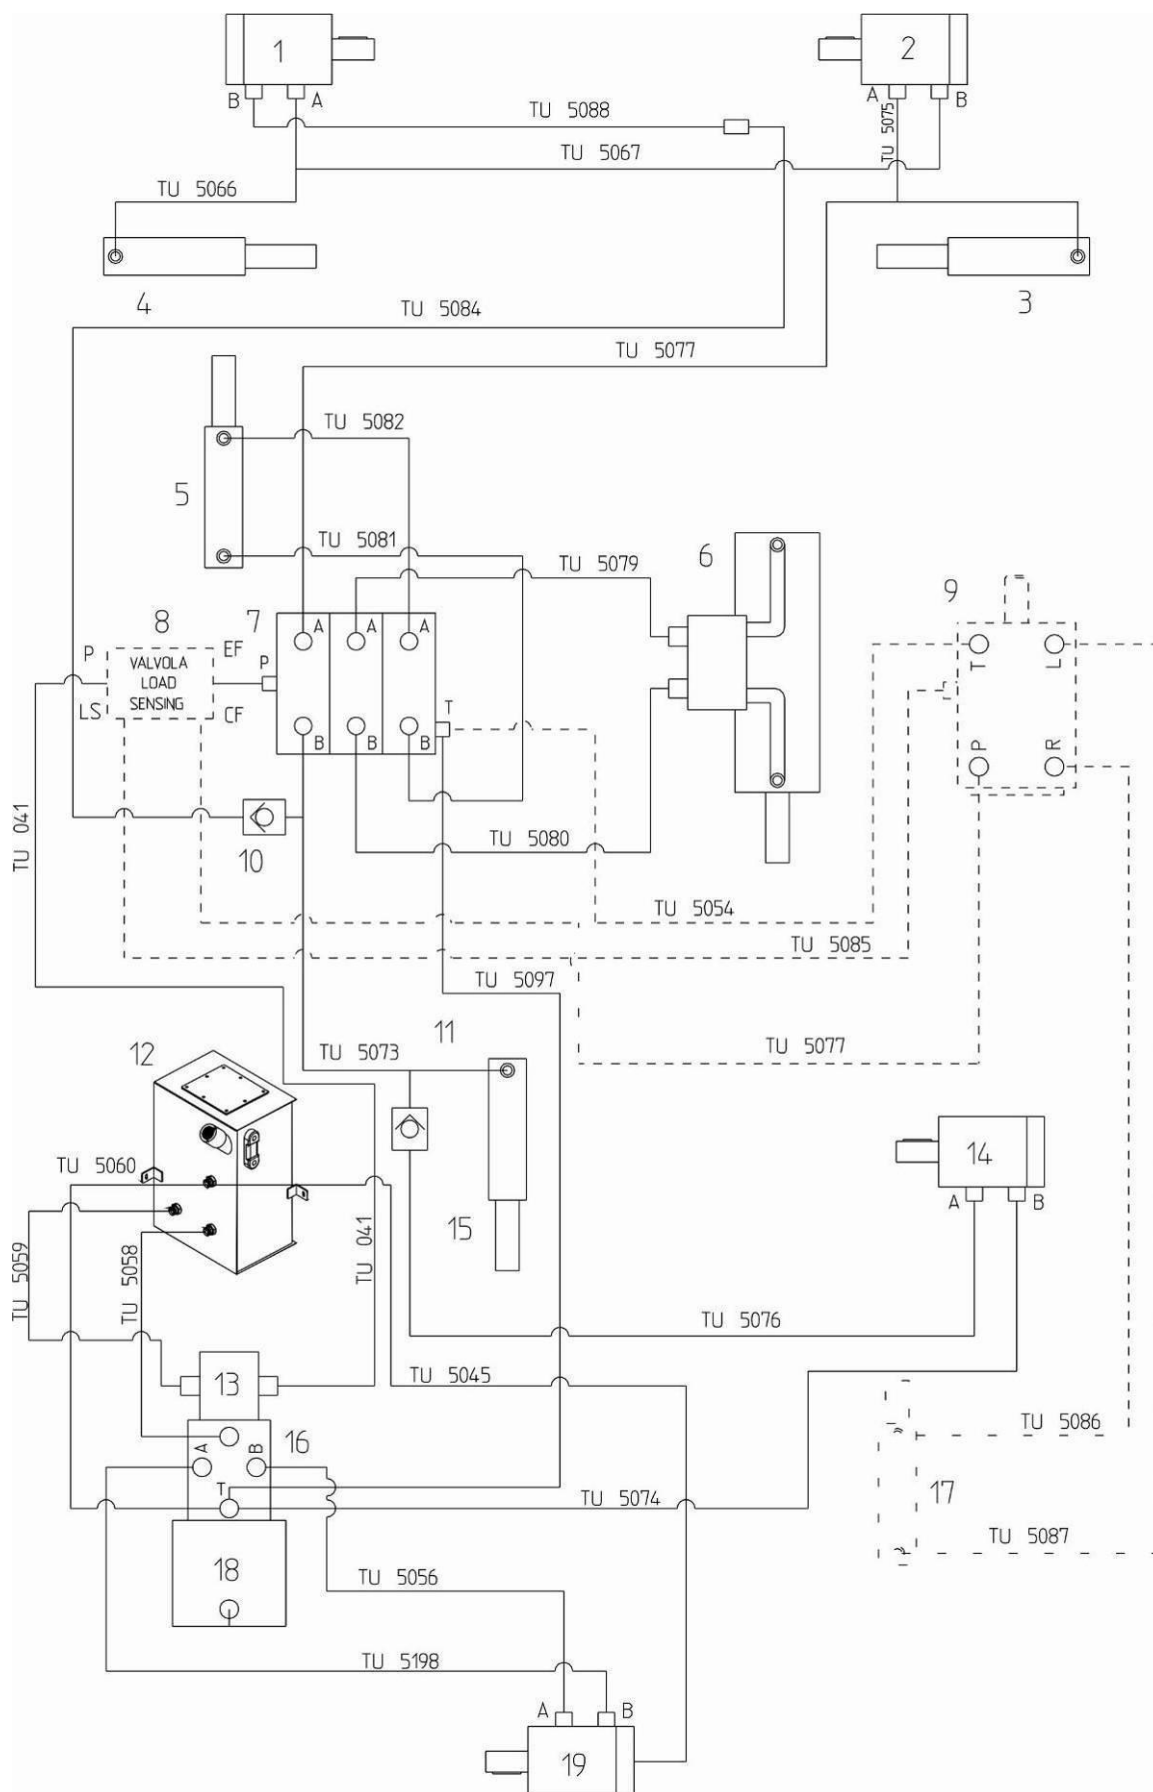 1
2
B
A
A
B
TU 5088
TU 5075
TU 5067
TU 5066
4
3
TU 5084
TU 5077
TU 5082
5
TU 5081
TU 5079
6
9
8
7
A
A
A
P
EF
P
VALVOLA
LOAD
SENSING
LS
CF
T
B
B
B
T
L
P
R
TU 041
10
TU 5080
TU 5054
TU 5085
TU 5097
11
12
TU 5073
TU 5077
TU 5060
14
A
B
15
TU 5059
TU 5058
TU 041
TU 5076
13
TU 5045
TU 5086
A
B
16
T
TU 5074
17
TU 5087
18
TU 5056
TU 5198
A
B
19